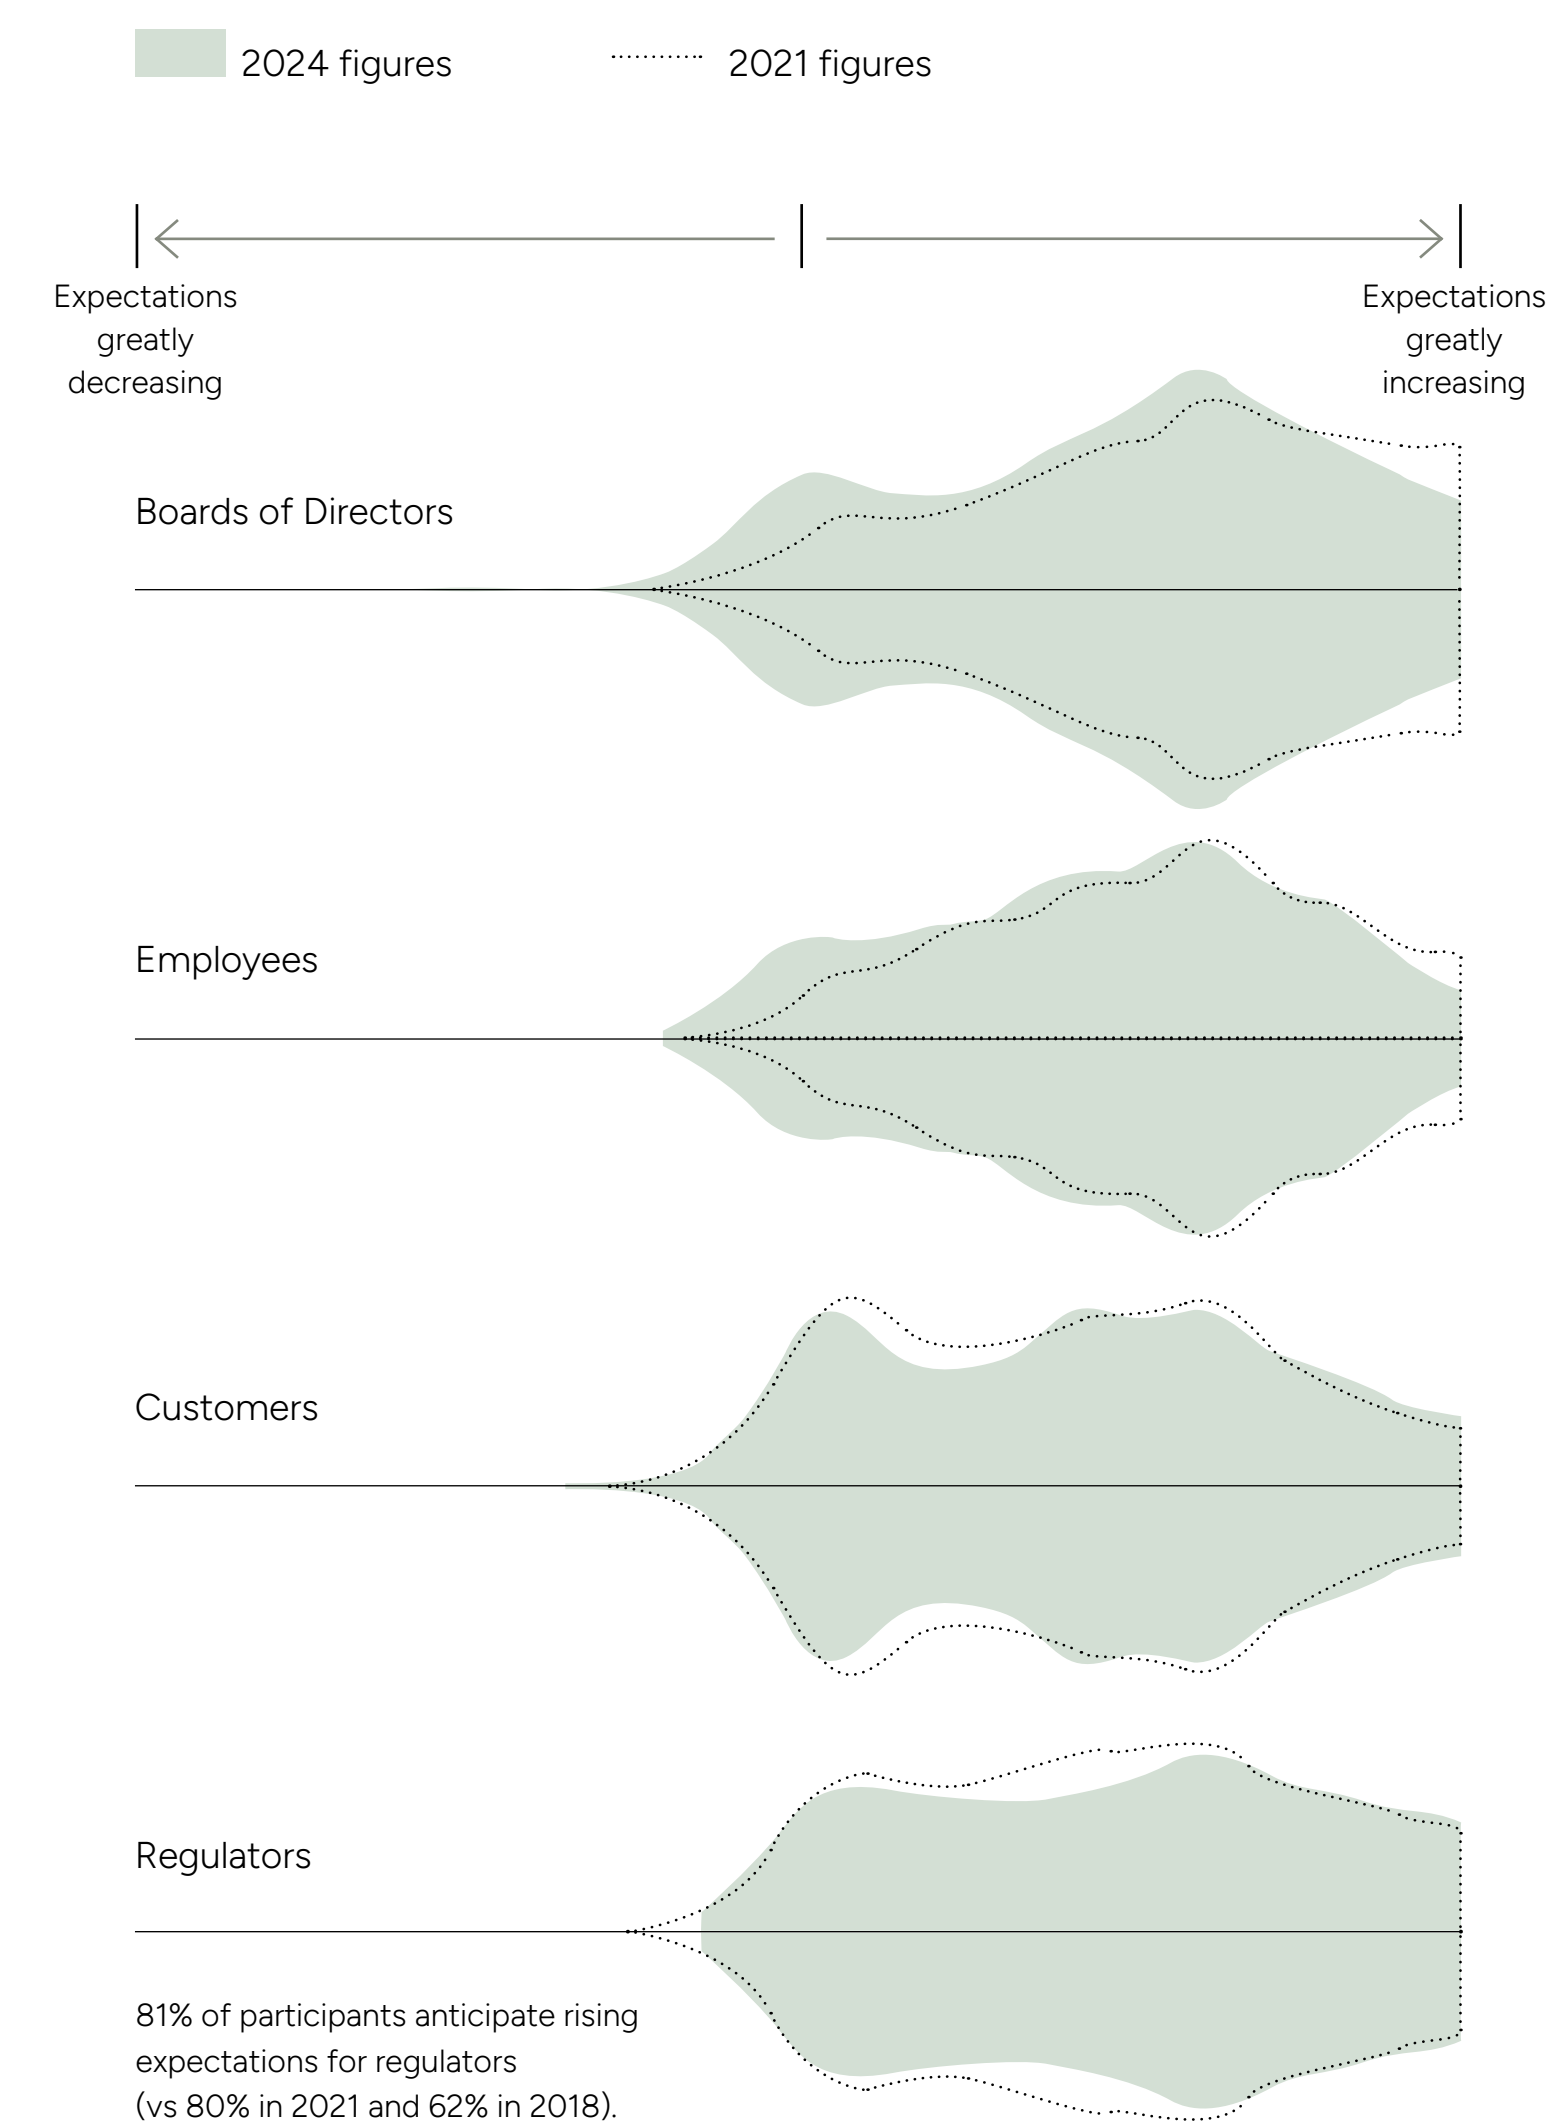 2024 figures
2021 figures
Expectations
greatly
decreasing
Expectations
greatly
increasing
Boards of Directors
Employees
Customers
Regulators
81% of participants anticipate rising
expectations for regulators
(vs 80% in 2021 and 62% in 2018).